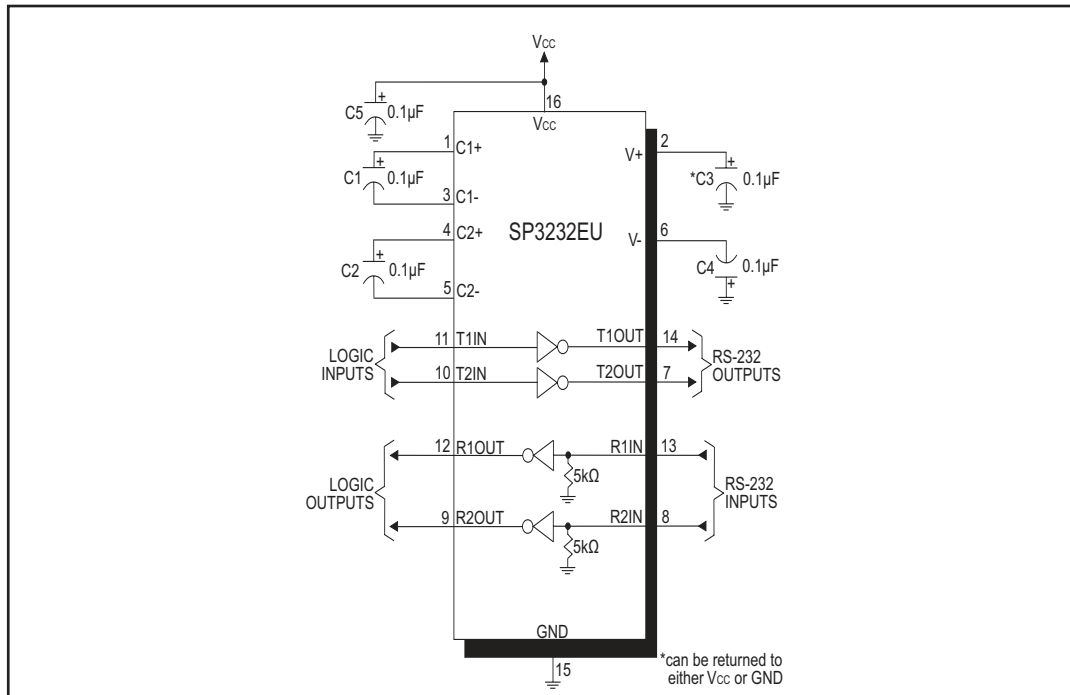 Vcc
+
C5 0.1µF
16
Vcc
1 C1+
+
C1 0.1µF
3 C1-
4 C2+
+
C2 0.1µF
5 C2-
SP3232EU
V+ 2
+
*C3 0.1µF
V- 6
C4 0.1µF
+
LOGIC
INPUTS
11 T1IN T1OUT 14
10 T2IN T2OUT 7
RS-232
OUTPUTS
LOGIC
OUTPUTS
12 R1OUT R1IN 13
5kΩ
9 R2OUT R2IN 8
5kΩ
RS-232
INPUTS
GND
15
*can be returned to
either Vcc or GND